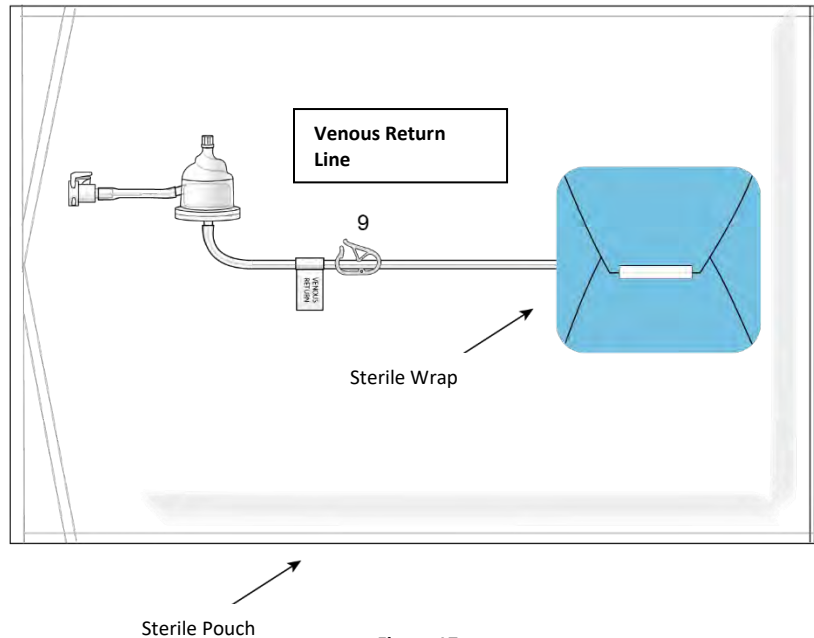 Venous Return
Line
9
VENOUS
RETURN
Sterile Wrap
Sterile Pouch